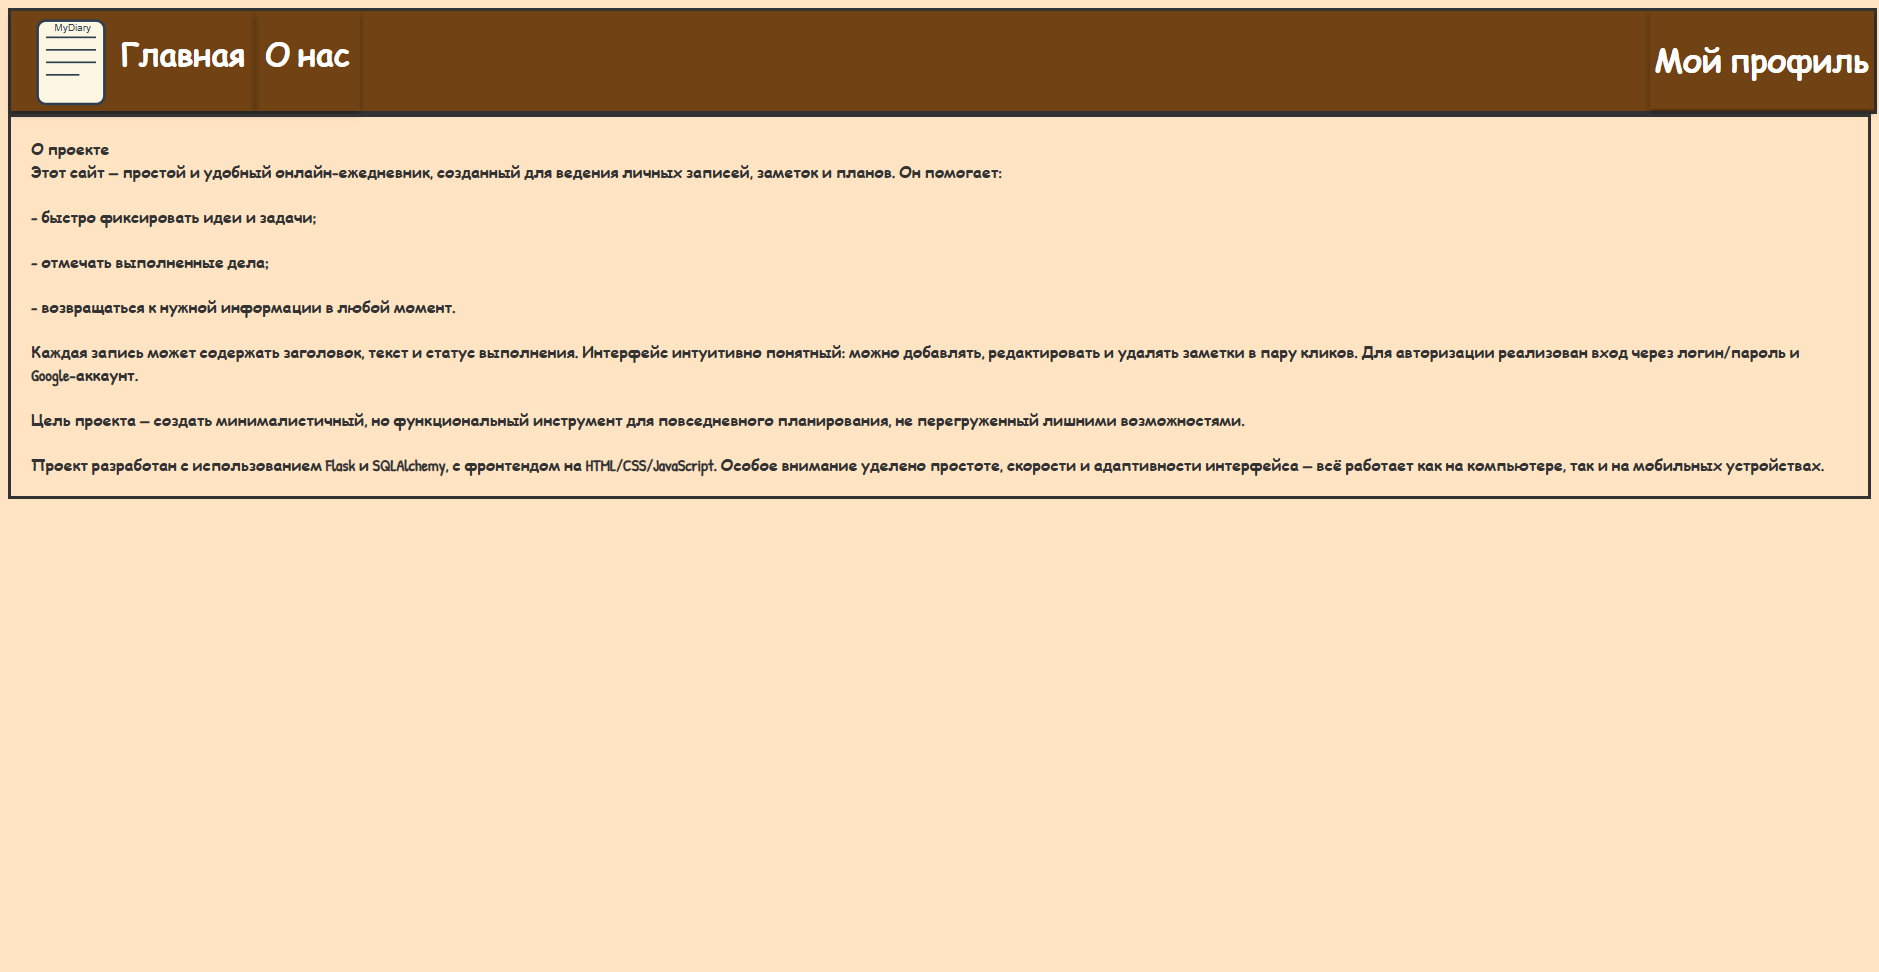 MyDiary
Главная
О нас
Мой профиль
О проекте
Этот сайт — простой и удобный онлайн-ежедневник, созданный для ведения личных записей, заметок и планов. Он помогает:
- быстро фиксировать идеи и задачи;
- отмечать выполненные дела;
- возвращаться к нужной информации в любой момент.
Каждая запись может содержать заголовок, текст и статус выполнения. Интерфейс интуитивно понятный: можно добавлять, редактировать и удалять заметки в пару кликов. Для авторизации реализован вход через логин/пароль и
Google-аккаунт.
Цель проекта — создать минималистичный, но функциональный инструмент для повседневного планирования, не перегруженный лишними возможностями.
Проект разработан с использованием Flask и SQLAlchemy, с фронтендом на HTML/CSS/JavaScript. Особое внимание уделено простоте, скорости и адаптивности интерфейса — всё работает как на компьютере, так и на мобильных устройствах.